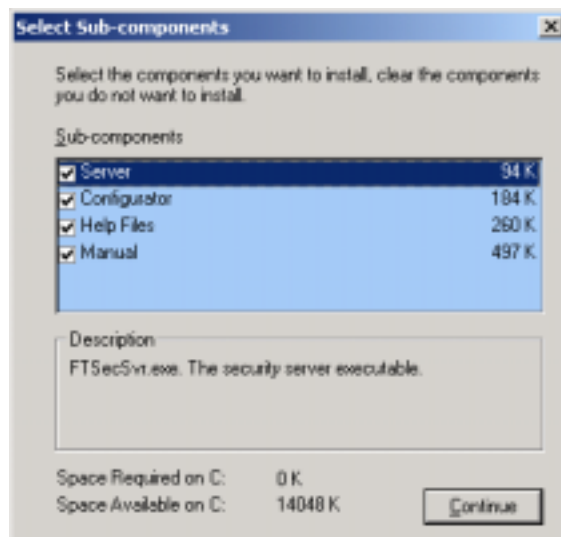 Select Sub-components
Select the components you want to install, clear the components
you do not want to install.
Sub-components
Server 94 K
Configurator 184 K
Help Files 260 K
Manual 497 K
Description
FTSecSvr.exe. The security server executable.
Space Required on C: 0 K
Space Available on C: 14048 K
Continue